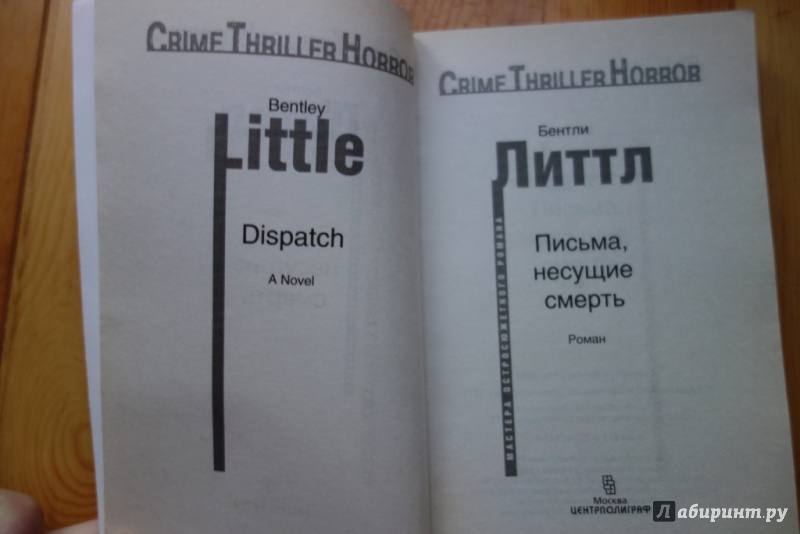 CRIME THRILLER HORROR
Bentley
Little
Dispatch
A Novel
CRIME THRILLER HORROR
Бентли
Литтл
МАСТЕРА ОСТРОСЮЖЕТНОГО РОМАНА
Письма,
несущие
смерть
Роман
Москва
ЦЕНТРПОЛИГРАФ
Лабиринт.ру